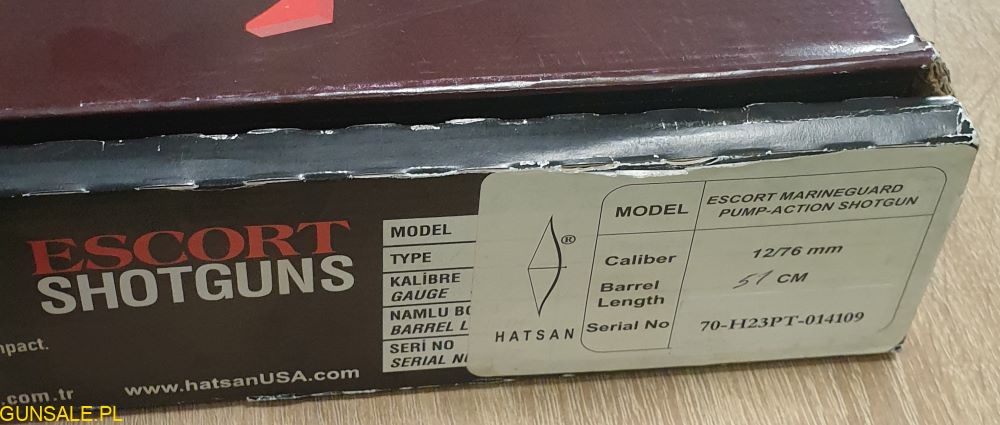 ESCORT
SHOTGUNS
www.hatsanUSA.com
.com.tr
MODEL
TYPE
KALİBRE
GAUGE
NAMLU
BARREL
SERİ NO
SERIAL
®
HATSAN
MODEL ESCORT MARINEGUARD
PUMP-ACTION SHOTGUN
Caliber 12/76 mm
Barrel
Length 51 CM
Serial No 70-H23PT-014109
GUNSALE.PL